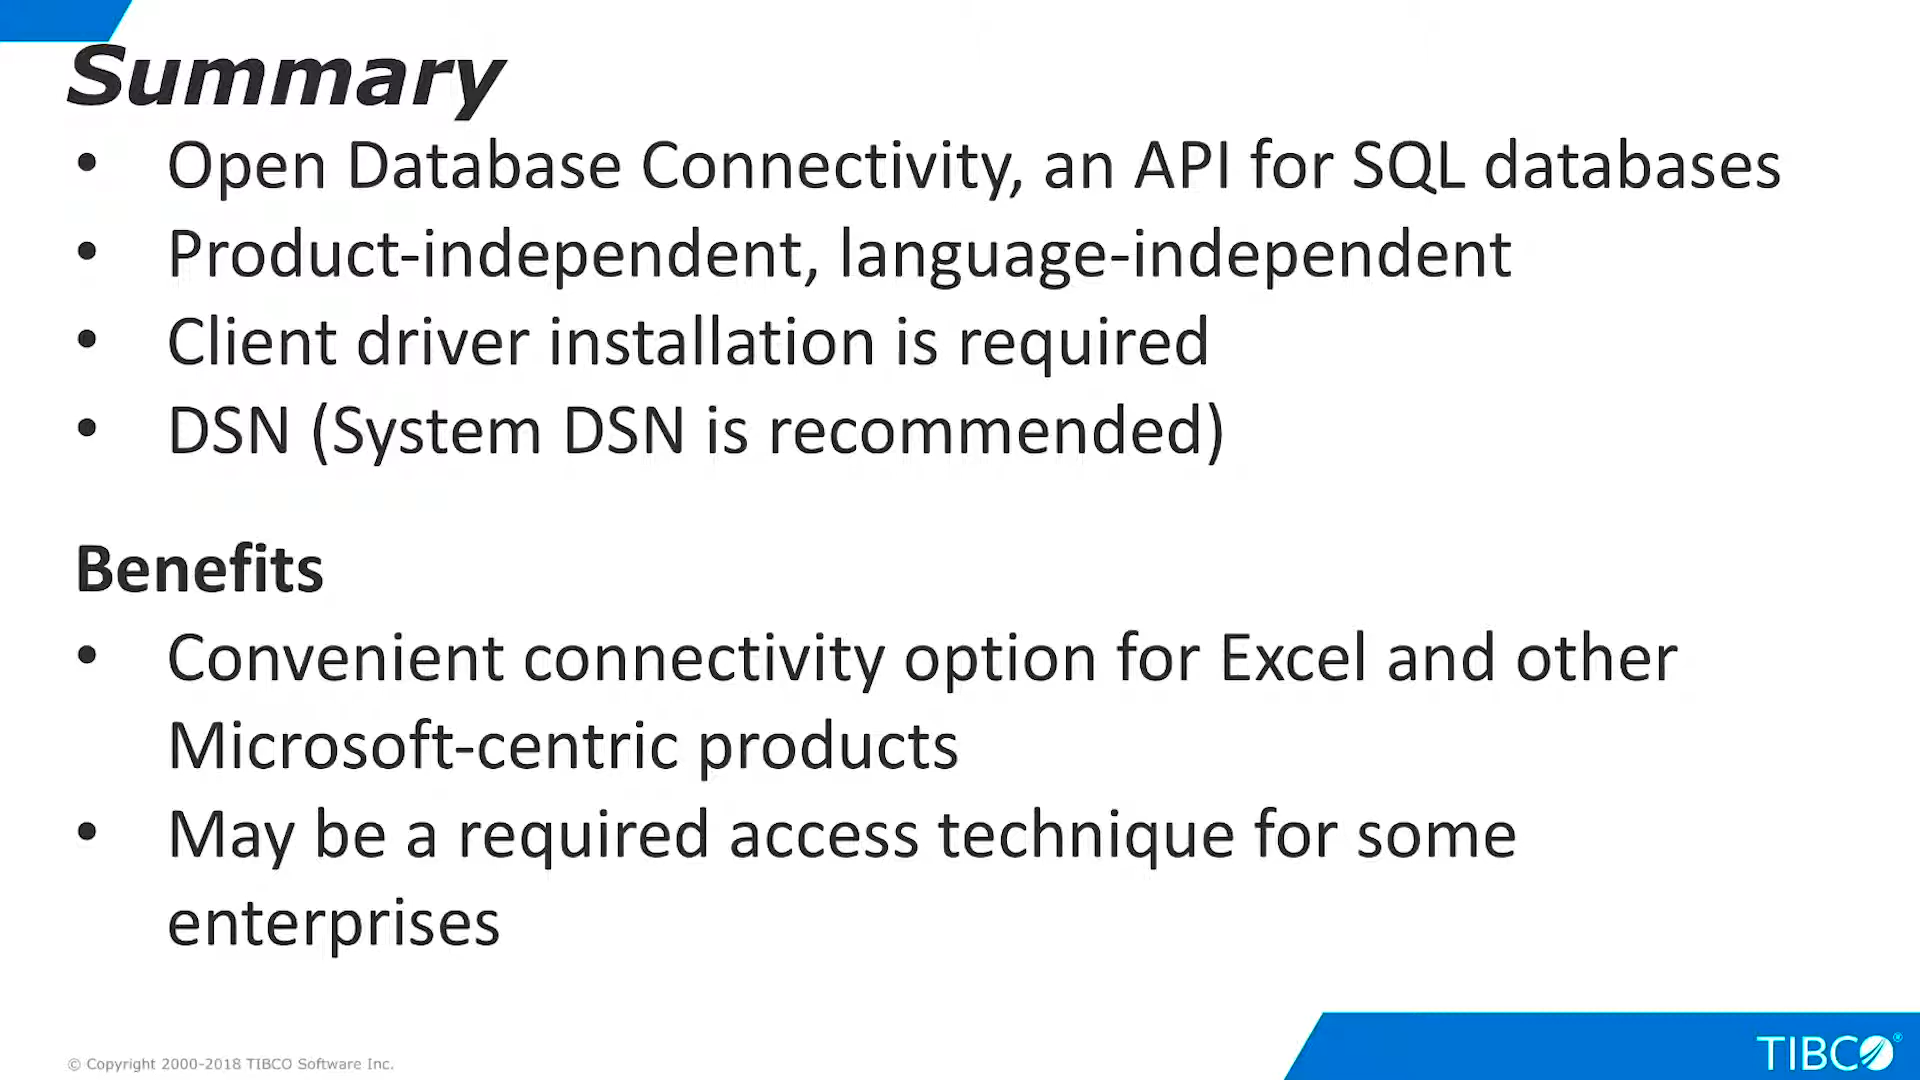 Summary
• Open Database Connectivity, an API for SQL databases
• Product-independent, language-independent
• Client driver installation is required
• DSN (System DSN is recommended)
Benefits
• Convenient connectivity option for Excel and other
Microsoft-centric products
• May be a required access technique for some
enterprises
© Copyright 2000-2018 TIBCO Software Inc.
TIBCO®